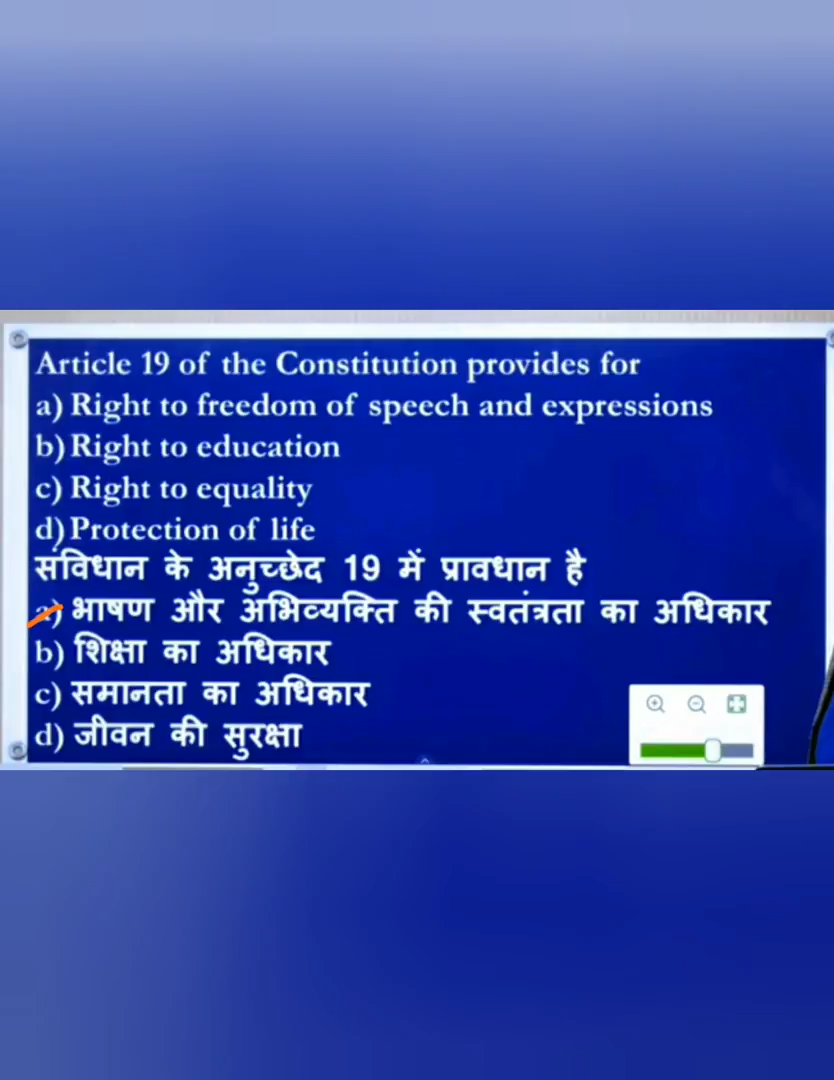 Article 19 of the Constitution provides for
a) Right to freedom of speech and expressions
b) Right to education
c) Right to equality
d) Protection of life
संविधान के अनुच्छेद 19 में प्रावधान है
a) भाषण और अभिव्यक्ति की स्वतंत्रता का अधिकार
b) शिक्षा का अधिकार
c) समानता का अधिकार
d) जीवन की सुरक्षा